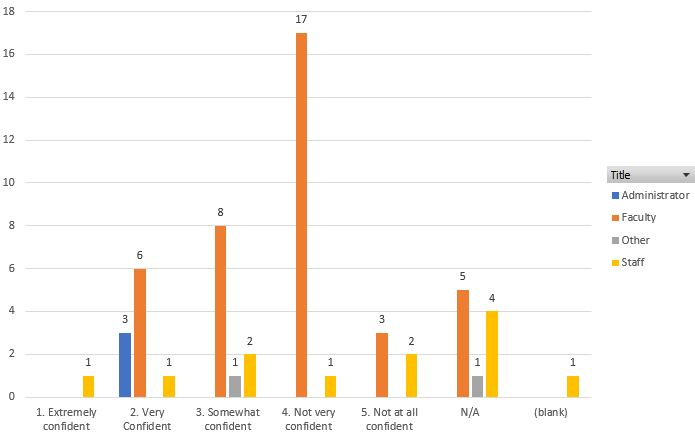 18
16
14
12
10
8
6
4
2
0
1
3
6
1
8
1
2
17
1
3
2
5
1
4
1
1. Extremely
confident
2. Very
Confident
3. Somewhat
confident
4. Not very
confident
5. Not at all
confident
N/A
(blank)
Title
Administrator
Faculty
Other
Staff